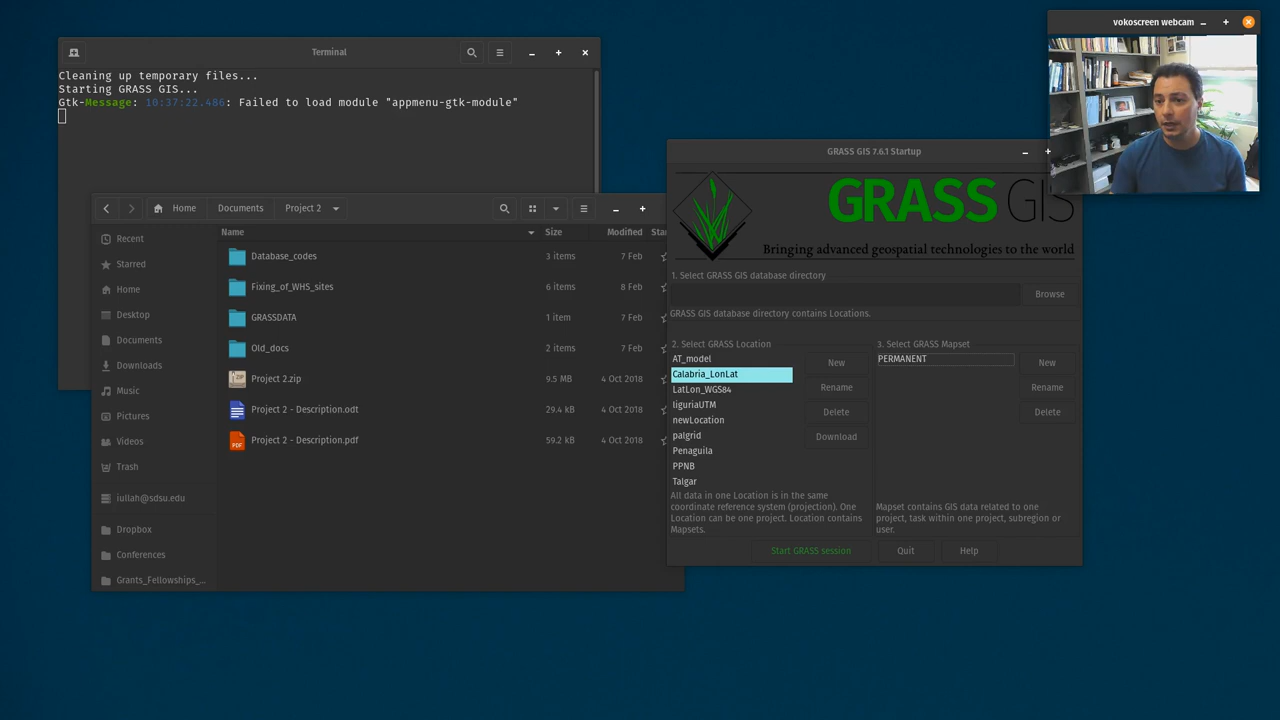 vokoscreen webcam
Terminal
Cleaning up temporary files...
Starting GRASS GIS...
Gtk-Message: 10:37:22.486: Failed to load module "appmenu-gtk-module"
GRASS GIS 7.6.1 Startup
GRASS GIS
Bringing advanced geospatial technologies to the world
1. Select GRASS GIS database directory
Browse
GRASS GIS database directory contains Locations.
2. Select GRASS Location
AT_model
Calabria_LonLat
LatLon_WGS84
liguriaUTM
newLocation
palgrid
Penaguila
PPNB
Talgar
New
Rename
Delete
Download
All data in one Location is in the same
coordinate reference system (projection). One
Location can be one project. Location contains
Mapsets.
3. Select GRASS Mapset
PERMANENT
New
Rename
Delete
Mapset contains GIS data related to one
project, task within one project, subregion or
user.
Start GRASS session
Quit
Help
Home
Documents
Project 2
Recent
Starred
Home
Desktop
Documents
Downloads
Music
Pictures
Videos
Trash
iullah@sdsu.edu
Dropbox
Conferences
Grants_Fellowships_...
Name Size Modified Star
Database_codes 3 items 7 Feb
Fixing_of_WHS_sites 6 items 8 Feb
GRASSDATA 1 item 7 Feb
Old_docs 2 items 7 Feb
Project 2.zip 9.5 MB 4 Oct 2018
Project 2 - Description.odt 29.4 kB 4 Oct 2018
PDF Project 2 - Description.pdf 59.2 kB 4 Oct 2018